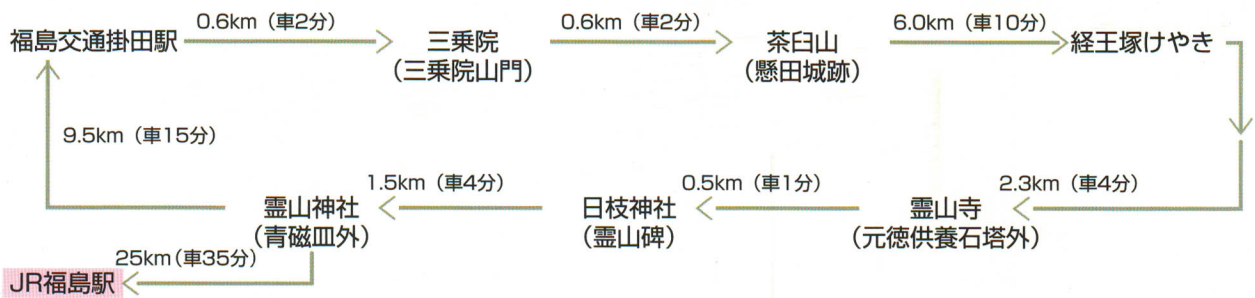 福島交通掛田駅
0.6km（車2分）
三乗院
（三乗院山門）
0.6km（車2分）
茶臼山
（懸田城跡）
6.0km（車10分）
経王塚けやき
2.3km（車4分）
霊山寺
（元徳供養石塔外）
0.5km（車1分）
日枝神社
（霊山碑）
1.5km（車4分）
霊山神社
（青磁皿外）
9.5km（車15分）
25km（車35分）
JR福島駅